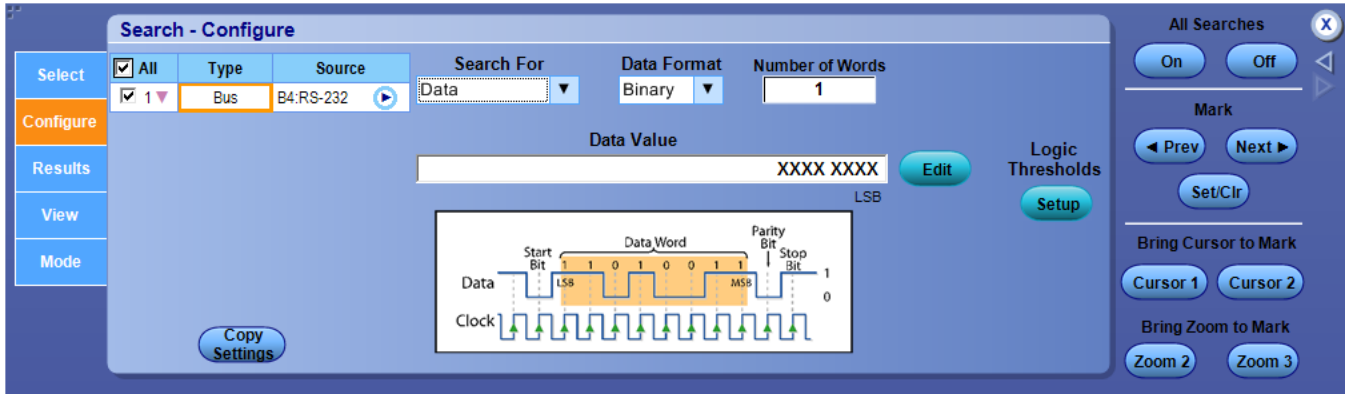 Search - Configure
Select
Configure
Results
View
Mode
All Type Source
1 Bus B4:RS-232
Search For Data Format Number of Words
Data Binary 1
Data Value
XXXX XXXX Edit
LSB
Logic
Thresholds
Setup
Start
Bit
Data Word
Parity
Bit
Stop
Bit
1 1 0 1 0 0 1 1
LSB MSB
Data
1
0
Clock
Copy
Settings
All Searches
On Off
X
Mark
◄ Prev Next ►
Set/Clr
Bring Cursor to Mark
Cursor 1 Cursor 2
Bring Zoom to Mark
Zoom 2 Zoom 3